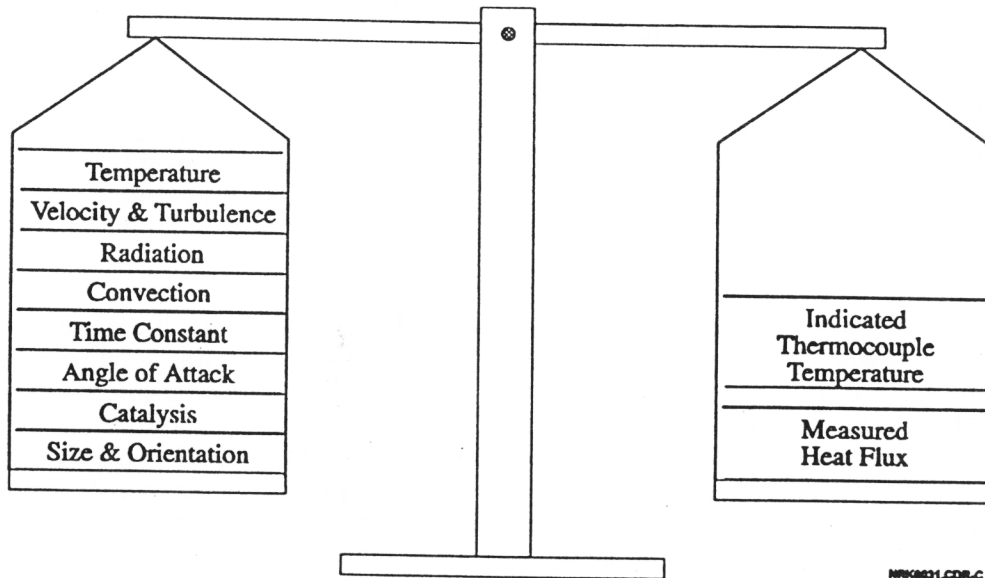 Temperature
Velocity & Turbulence
Radiation
Convection
Time Constant
Angle of Attack
Catalysis
Size & Orientation
Indicated
Thermocouple
Temperature
Measured
Heat Flux